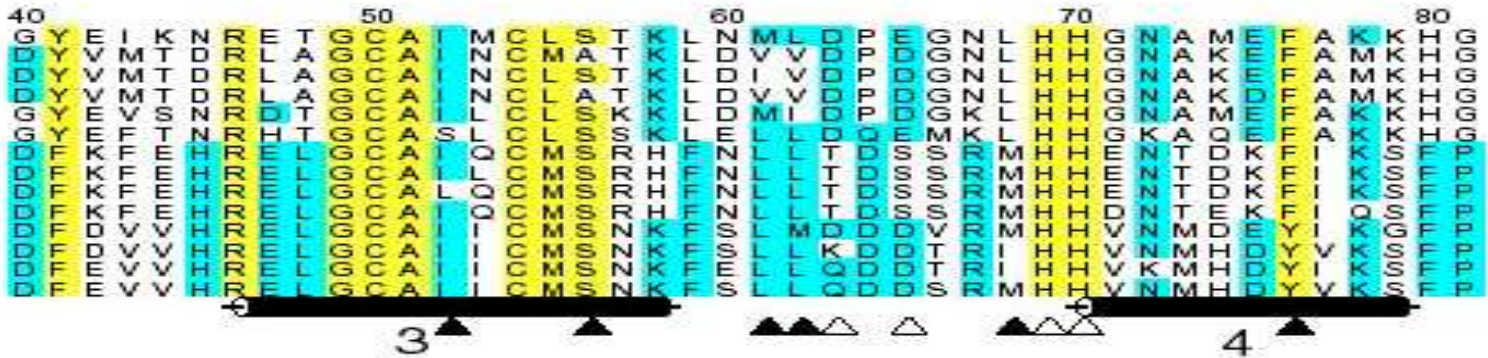 40 50 60 70 80
G Y E I K N R E T G C A I M C L S T K L N M L D P E G N L H H G N A M E F A K K H G
D Y V M T D R L A G C A I N C M A T K L D V V D P D G N L H H G N A K E F A M K H G
D Y V M T D R L A G C A I N C L S T K L D I V D P D G N L H H G N A K E F A M K H G
D Y V M T D R L A G C A I N C L A T K L D V V D P D G N L H H G N A K D F A M K H G
G Y E V S N R D T G C A I L C L S K K L D M I D P D G N L H H G N A M E F A K K H G
G Y E F T N R H T G C A S L C L S S K L E L L D Q E M K L H H G K A Q E F A K K H G
D F K F E H R E L G C A I Q C M S R H F N L L T D S S R M H H E N T D K F I K S F P
D F K F E H R E L G C A I L C M S R H F N L L T D S S R M H H E N T D K F I K S F P
D F K F E H R E L G C A L Q C M S R H F N L L T D S S R M H H E N T D K F I K S F P
D F K F E H R E L G C A I Q C M S R H F N L L T D S S R M H H D N T E K F I Q S F P
D F D V V H R E L G C A I I C M S N K F S L M D D D V R M H H V N M D E Y I K G F P
D F D V V H R E L G C A I I C M S N K F S L L K D D T R I H H V N M H D Y V K S F P
D F E V V H R E L G C A I I C M S N K F E L L Q D D T R I H H V K M H D Y I K S F P
D F E V V H R E L G C A I I C M S N K F S L L Q D D S R M H H V N M H D Y V K S F P
3 4